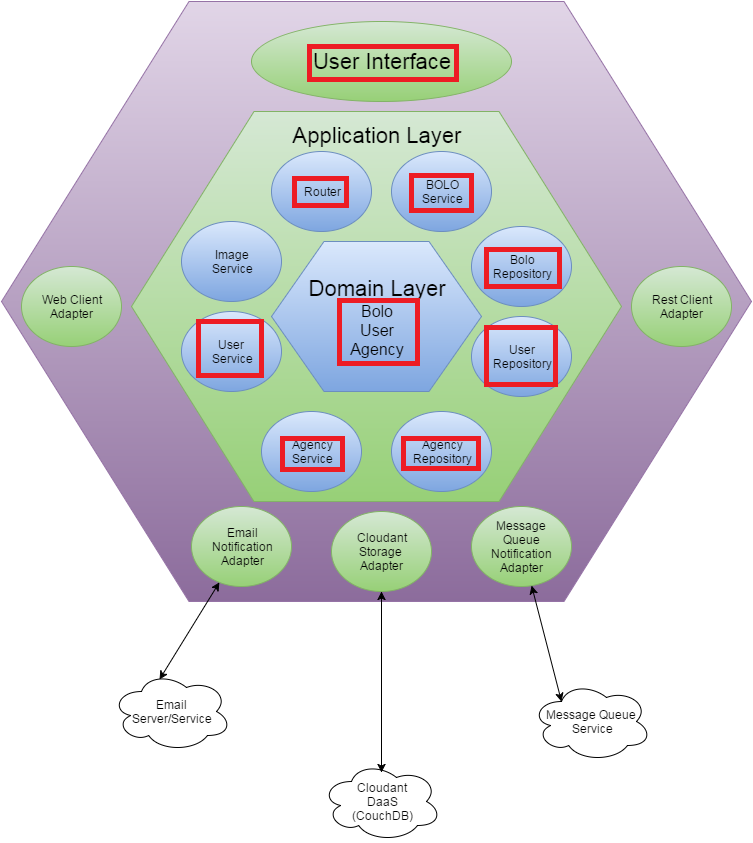 User Interface
Application Layer
Router
BOLO
Service
Image
Service
Bolo
Repository
Domain Layer
Bolo
User
Agency
Web Client
Adapter
Rest Client
Adapter
User
Service
User
Repository
Agency
Service
Agency
Repository
Email
Notification
Adapter
Cloudant
Storage
Adapter
Message
Queue
Notification
Adapter
Email
Server/Service
Message Queue
Service
Cloudant
DaaS
(CouchDB)